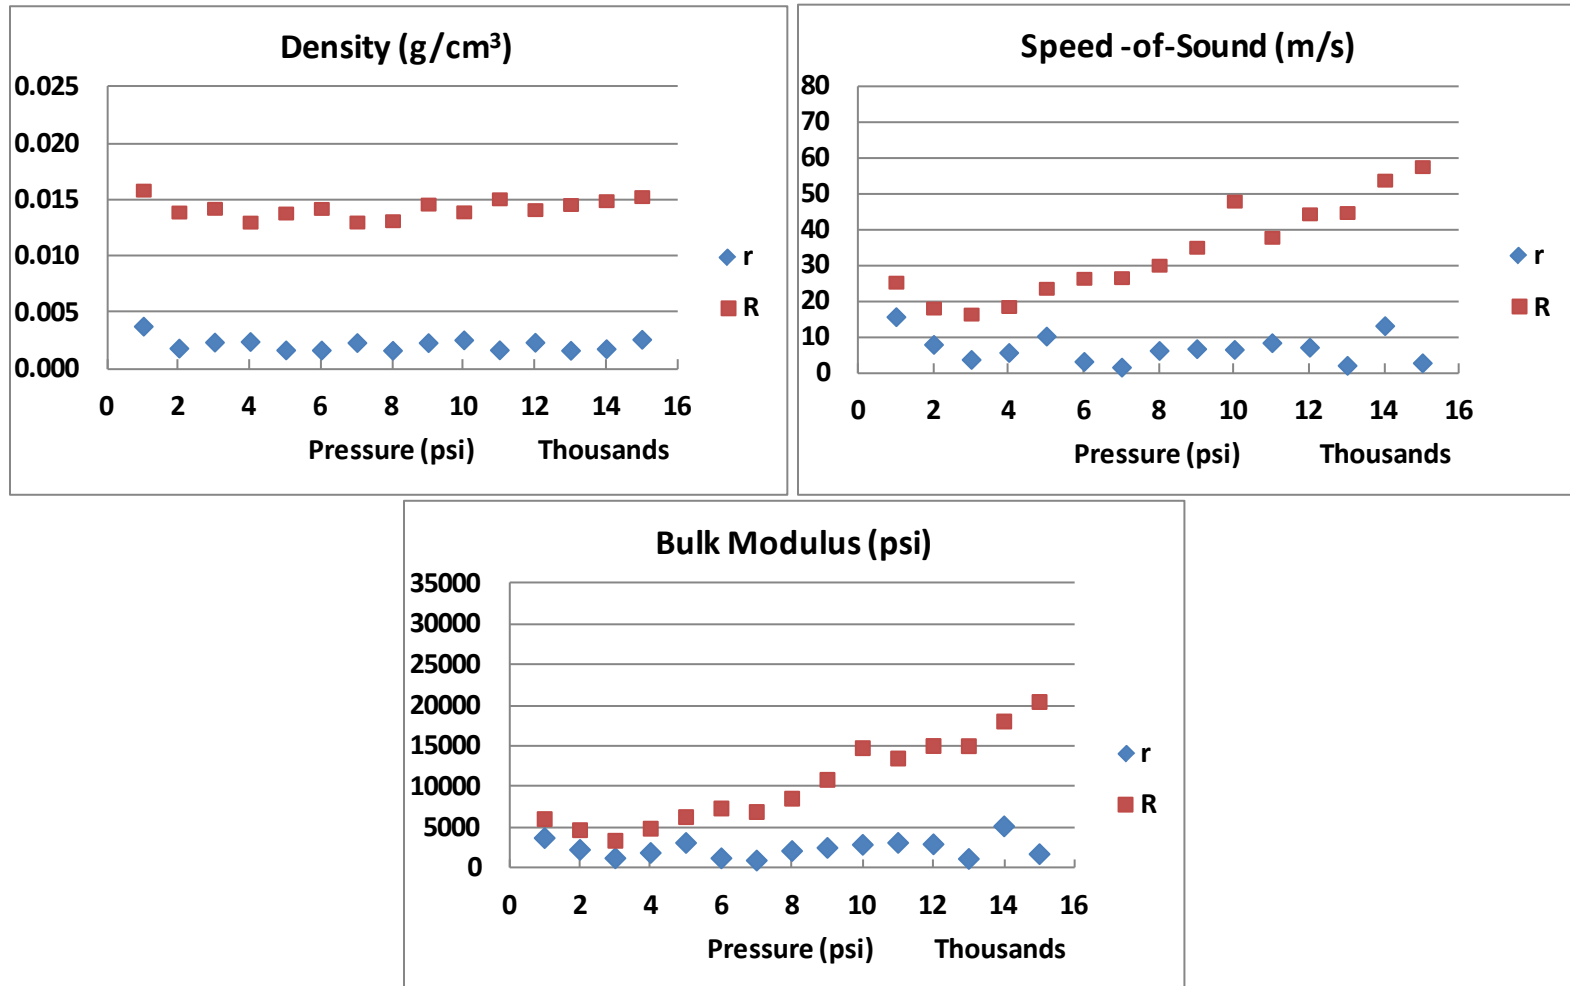 Density (g/cm³)
0.025
0.020
0.015
0.010
0.005
0.000
0 2 4 6 8 10 12 14 16
Pressure (psi) Thousands
r
R
Speed -of-Sound (m/s)
80
70
60
50
40
30
20
10
0
0 2 4 6 8 10 12 14 16
Pressure (psi) Thousands
r
R
Bulk Modulus (psi)
35000
30000
25000
20000
15000
10000
5000
0
0 2 4 6 8 10 12 14 16
Pressure (psi) Thousands
r
R